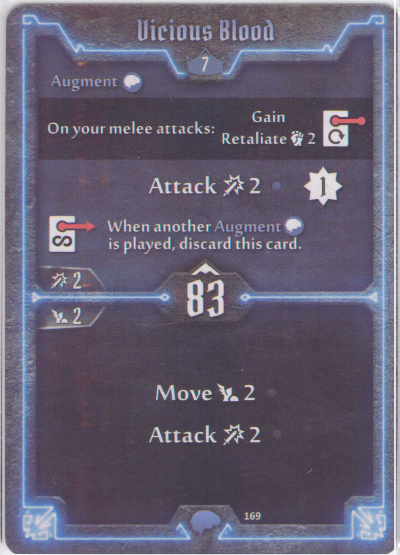 Vicious Blood
7
Augment
On your melee attacks: Gain
Retaliate 2
Attack 2 1
When another Augment
is played, discard this card.
2
83
2
Move 2
Attack 2
169